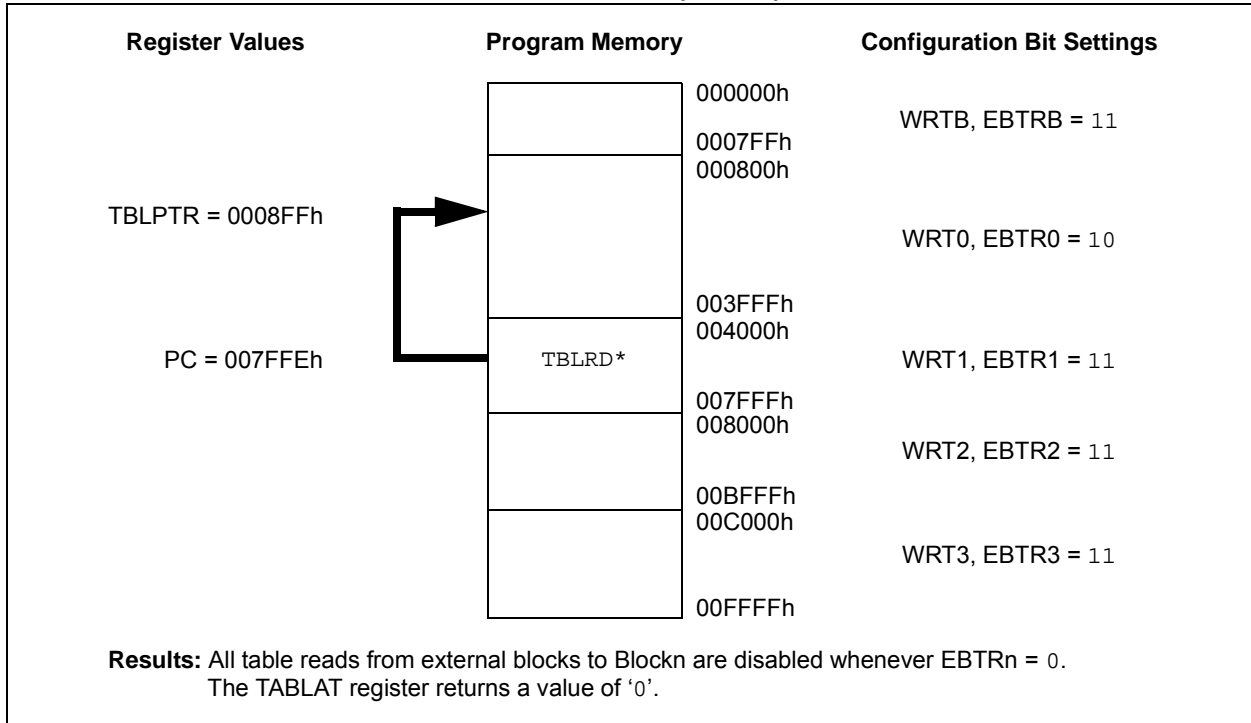 Register Values Program Memory Configuration Bit Settings
000000h
WRTB, EBTRB = 11
0007FFh
000800h
TBLPTR = 0008FFh
WRT0, EBTR0 = 10
003FFFh
004000h
PC = 007FFEh TBLRD* WRT1, EBTR1 = 11
007FFFh
008000h
WRT2, EBTR2 = 11
00BFFFh
00C000h
WRT3, EBTR3 = 11
00FFFFh
Results: All table reads from external blocks to Blockn are disabled whenever EBTRn = 0.
The TABLAT register returns a value of ‘0’.